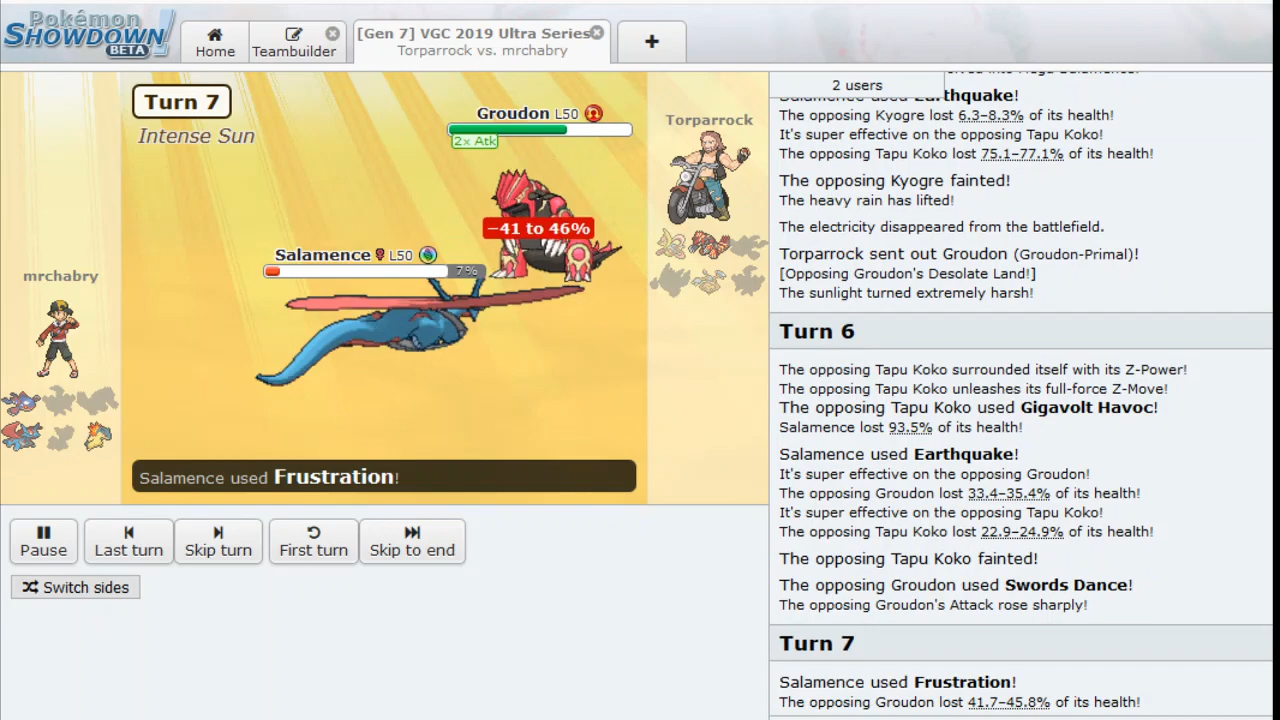 Pokémon
SHOWDOWN!
BETA
Home
Teambuilder
[Gen 7] VGC 2019 Ultra Series
Torparrock vs. mrchabry
+
Turn 7
Intense Sun
Groudon L50
2x Atk
−41 to 46%
Salamence L50
7%
mrchabry
Torparrock
Salamence used Frustration!
Pause
Last turn
Skip turn
First turn
Skip to end
Switch sides
2 users
Salamence used Earthquake!
The opposing Kyogre lost 6.3–8.3% of its health!
It's super effective on the opposing Tapu Koko!
The opposing Tapu Koko lost 75.1–77.1% of its health!
The opposing Kyogre fainted!
The heavy rain has lifted!
The electricity disappeared from the battlefield.
Torparrock sent out Groudon (Groudon-Primal)!
[Opposing Groudon's Desolate Land!]
The sunlight turned extremely harsh!
Turn 6
The opposing Tapu Koko surrounded itself with its Z-Power!
The opposing Tapu Koko unleashes its full-force Z-Move!
The opposing Tapu Koko used Gigavolt Havoc!
Salamence lost 93.5% of its health!
Salamence used Earthquake!
It's super effective on the opposing Groudon!
The opposing Groudon lost 33.4–35.4% of its health!
It's super effective on the opposing Tapu Koko!
The opposing Tapu Koko lost 22.9–24.9% of its health!
The opposing Tapu Koko fainted!
The opposing Groudon used Swords Dance!
The opposing Groudon's Attack rose sharply!
Turn 7
Salamence used Frustration!
The opposing Groudon lost 41.7–45.8% of its health!